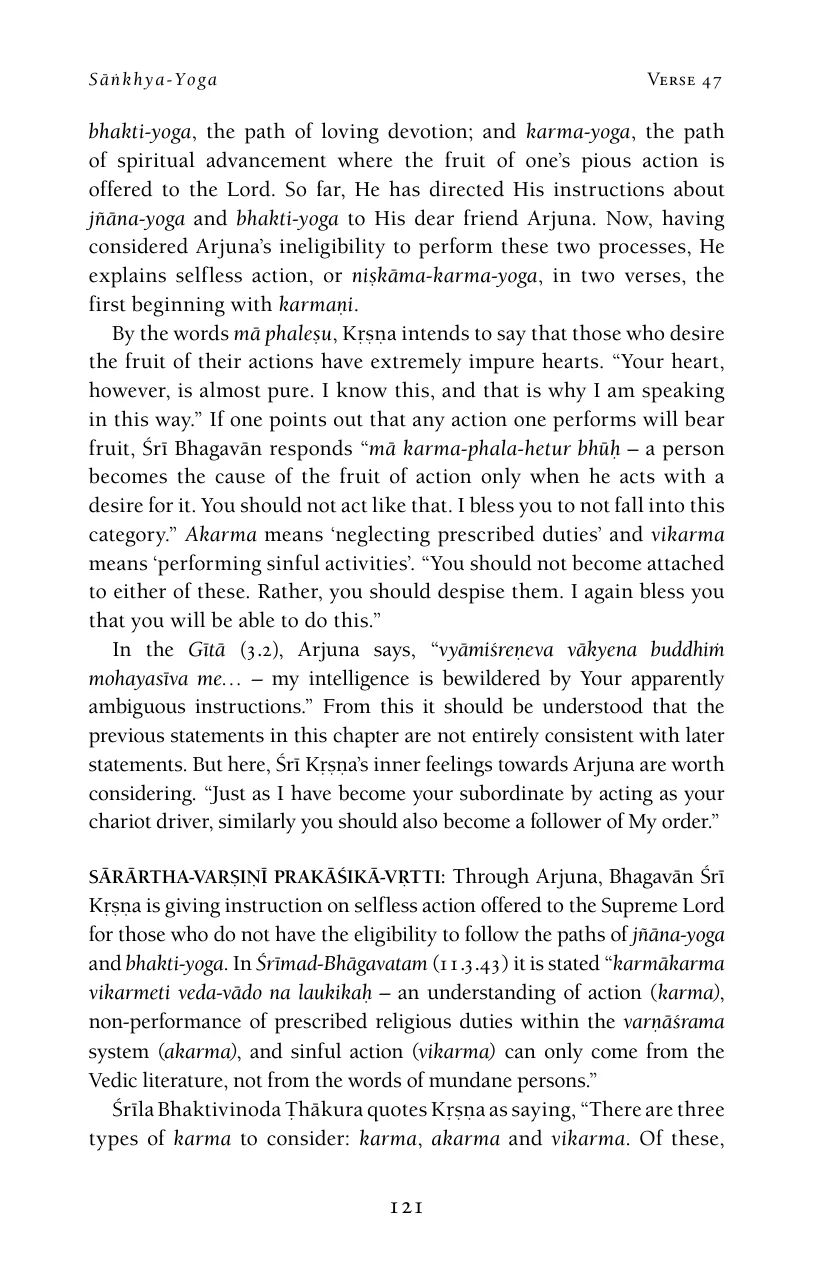 Sāṅkhya-Yoga Verse 47
bhakti-yoga, the path of loving devotion; and karma-yoga, the path
of spiritual advancement where the fruit of one’s pious action is
offered to the Lord. So far, He has directed His instructions about
jñāna-yoga and bhakti-yoga to His dear friend Arjuna. Now, having
considered Arjuna’s ineligibility to perform these two processes, He
explains selfless action, or niṣkāma-karma-yoga, in two verses, the
first beginning with karmaṇi.
By the words mā phaleṣu, Kṛṣṇa intends to say that those who desire
the fruit of their actions have extremely impure hearts. “Your heart,
however, is almost pure. I know this, and that is why I am speaking
in this way.” If one points out that any action one performs will bear
fruit, Śrī Bhagavān responds “mā karma-phala-hetur bhūḥ – a person
becomes the cause of the fruit of action only when he acts with a
desire for it. You should not act like that. I bless you to not fall into this
category.” Akarma means ‘neglecting prescribed duties’ and vikarma
means ‘performing sinful activities’. “You should not become attached
to either of these. Rather, you should despise them. I again bless you
that you will be able to do this.”
In the Gītā (3.2), Arjuna says, “vyāmiśreṇeva vākyena buddhiṁ
mohayasīva me… – my intelligence is bewildered by Your apparently
ambiguous instructions.” From this it should be understood that the
previous statements in this chapter are not entirely consistent with later
statements. But here, Śrī Kṛṣṇa’s inner feelings towards Arjuna are worth
considering. “Just as I have become your subordinate by acting as your
chariot driver, similarly you should also become a follower of My order.”
SĀRĀRTHA-VARṢIṆĪ PRAKĀŚIKĀ-VṚTTI: Through Arjuna, Bhagavān Śrī
Kṛṣṇa is giving instruction on selfless action offered to the Supreme Lord
for those who do not have the eligibility to follow the paths of jñāna-yoga
and bhakti-yoga. In Śrīmad-Bhāgavatam (11.3.43) it is stated “karmākarma
vikarmeti veda-vādo na laukikaḥ – an understanding of action (karma),
non-performance of prescribed religious duties within the varṇāśrama
system (akarma), and sinful action (vikarma) can only come from the
Vedic literature, not from the words of mundane persons.”
Śrīla Bhaktivinoda Ṭhākura quotes Kṛṣṇa as saying, “There are three
types of karma to consider: karma, akarma and vikarma. Of these,
121